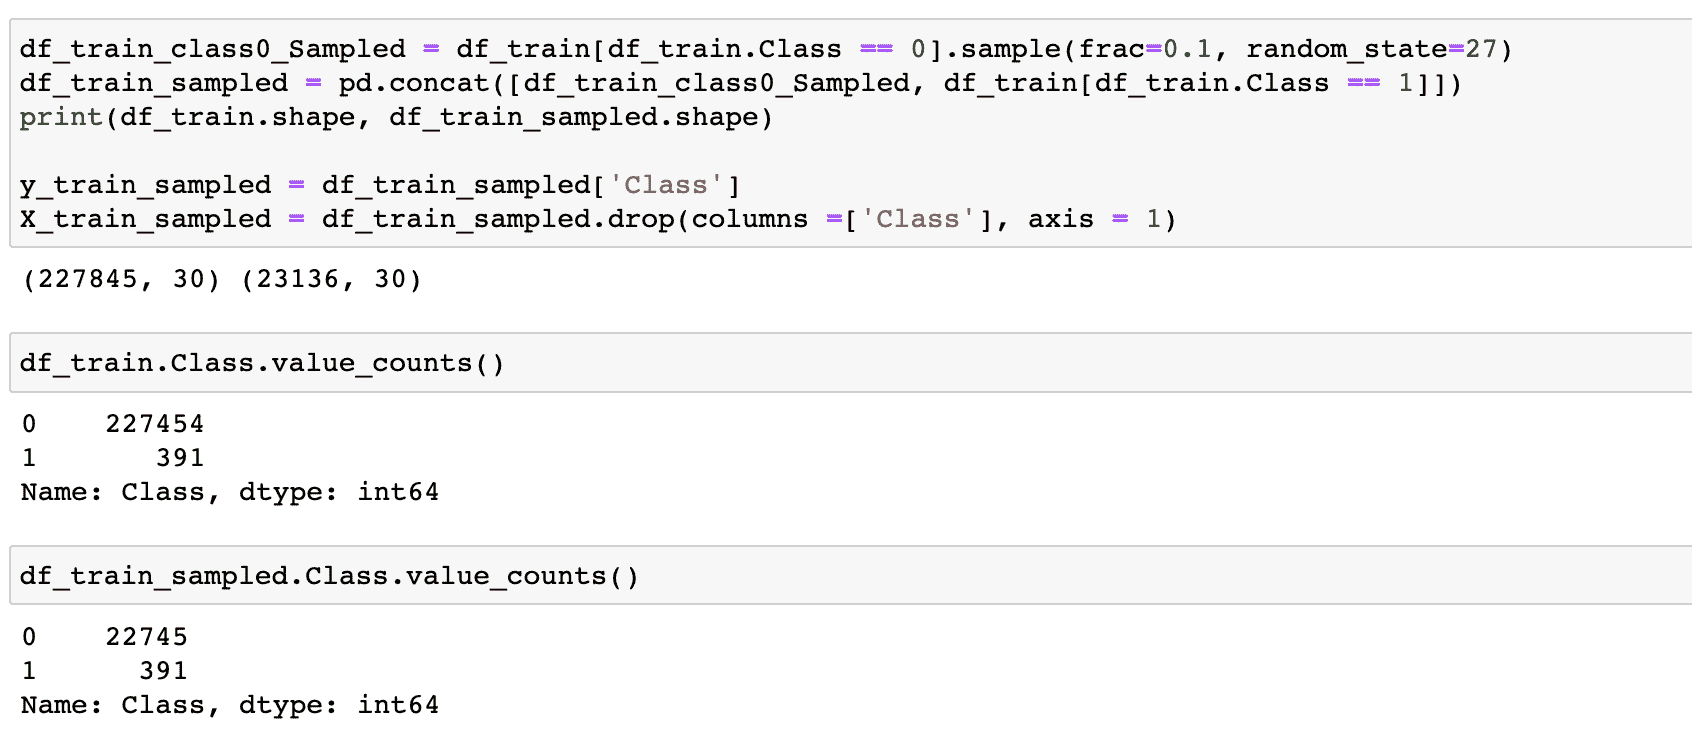 df_train_class0_Sampled = df_train[df_train.Class == 0].sample(frac=0.1, random_state=27)
df_train_sampled = pd.concat([df_train_class0_Sampled, df_train[df_train.Class == 1]])
print(df_train.shape, df_train_sampled.shape)
y_train_sampled = df_train_sampled['Class']
X_train_sampled = df_train_sampled.drop(columns =['Class'], axis = 1)
(227845, 30) (23136, 30)
df_train.Class.value_counts()
0    227454
1       391
Name: Class, dtype: int64
df_train_sampled.Class.value_counts()
0    22745
1      391
Name: Class, dtype: int64